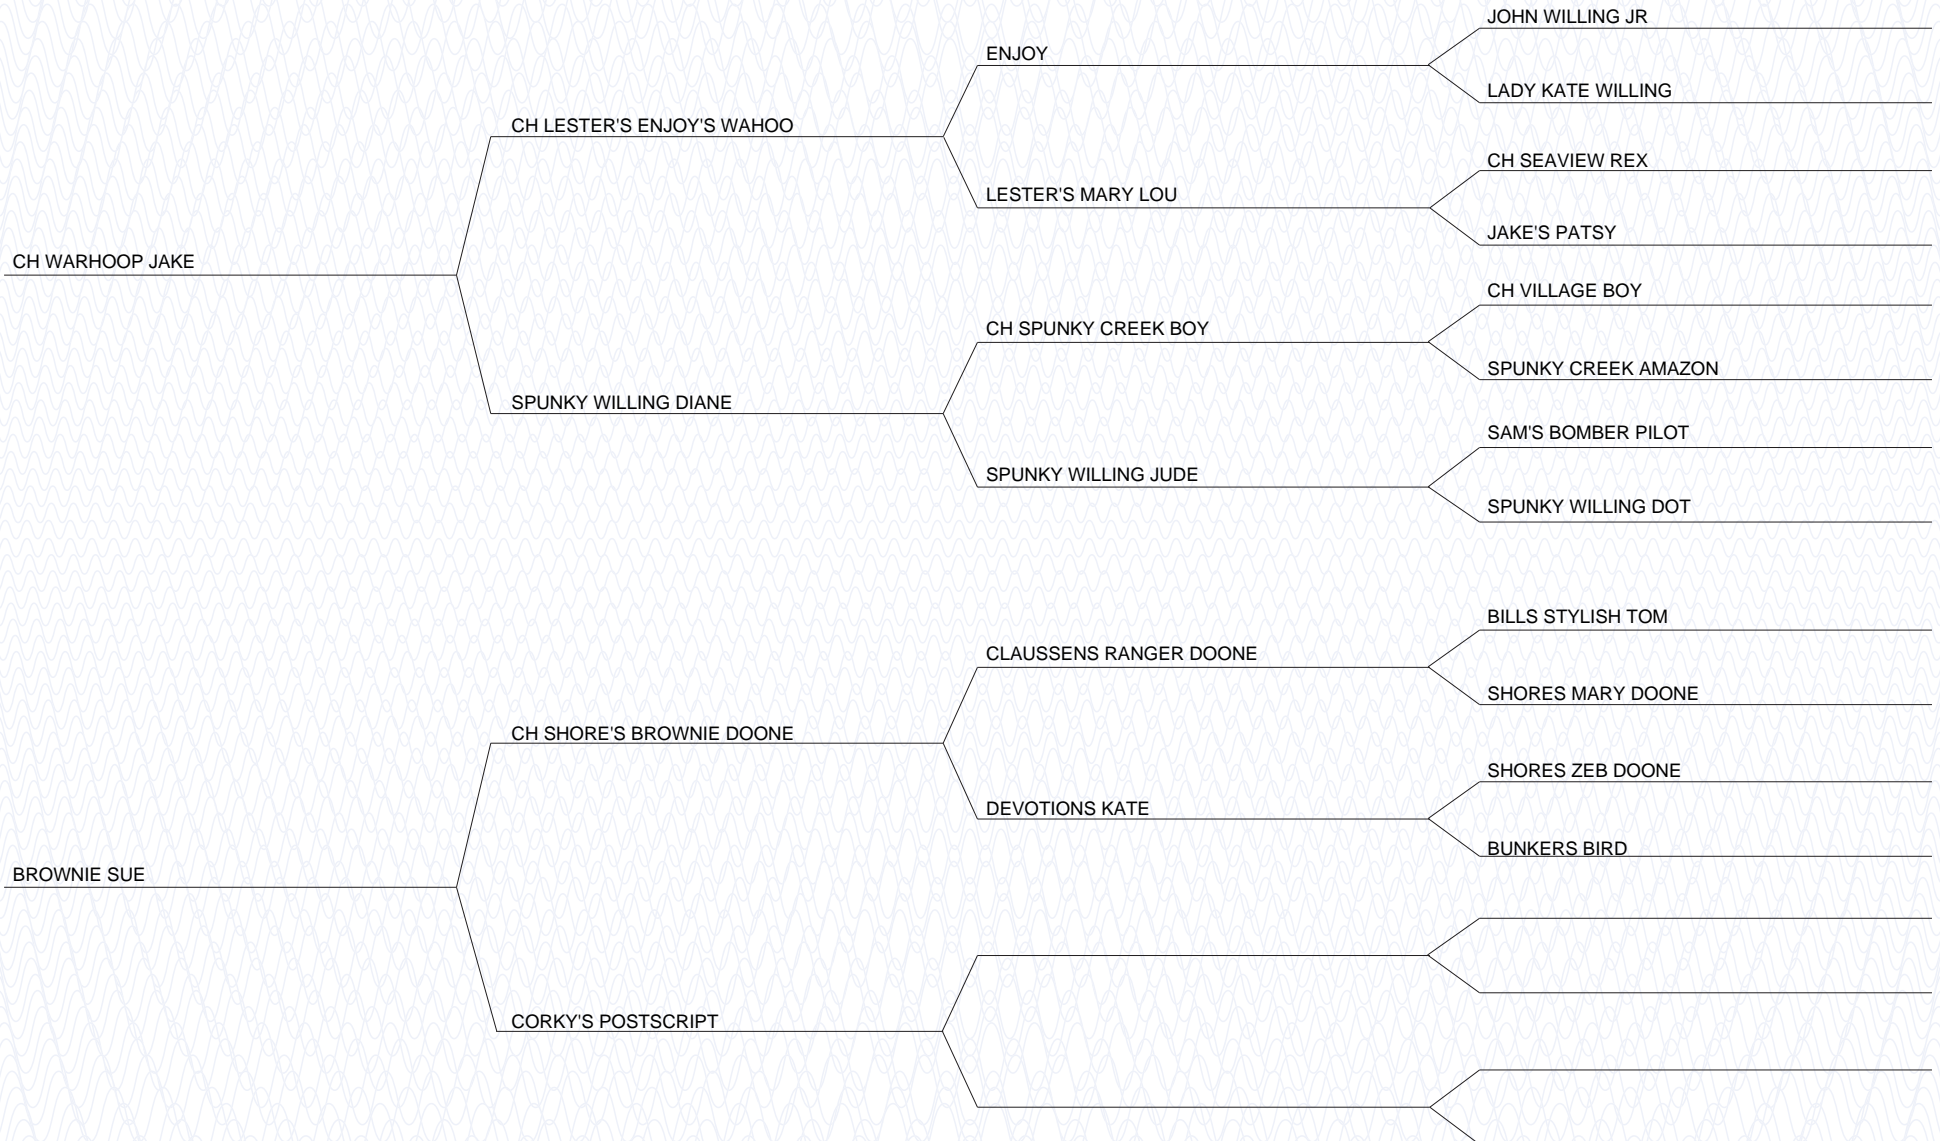 JOHN WILLING JR
ENJOY
LADY KATE WILLING
CH LESTER'S ENJOY'S WAHOO
CH SEAVIEW REX
LESTER'S MARY LOU
JAKE'S PATSY
CH WARHOOP JAKE
CH VILLAGE BOY
CH SPUNKY CREEK BOY
SPUNKY CREEK AMAZON
SPUNKY WILLING DIANE
SAM'S BOMBER PILOT
SPUNKY WILLING JUDE
SPUNKY WILLING DOT
BILLS STYLISH TOM
CLAUSSENS RANGER DOONE
SHORES MARY DOONE
CH SHORE'S BROWNIE DOONE
SHORES ZEB DOONE
DEVOTIONS KATE
BUNKERS BIRD
BROWNIE SUE
CORKY'S POSTSCRIPT